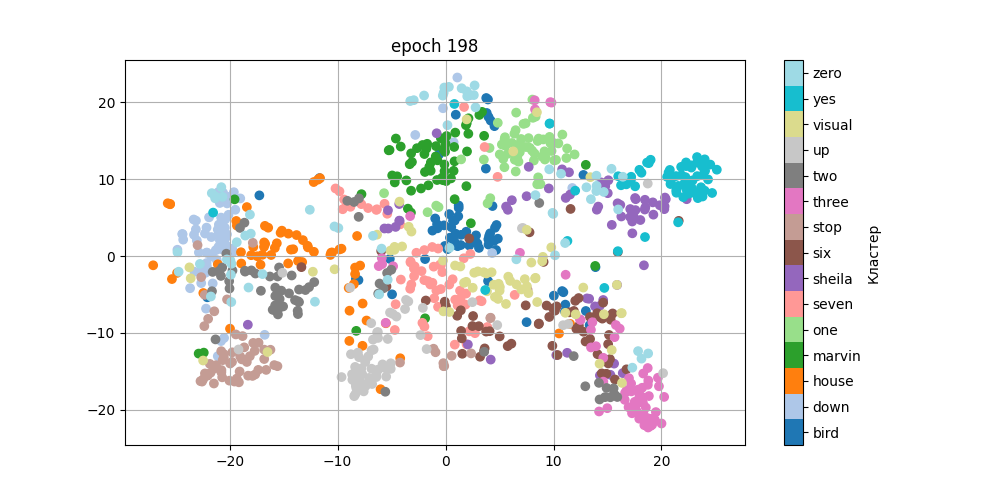 epoch 198
20
10
0
−10
−20
−20
−10
0
10
20
zero
yes
visual
up
two
three
stop
six
sheila
seven
one
marvin
house
down
bird
Кластер